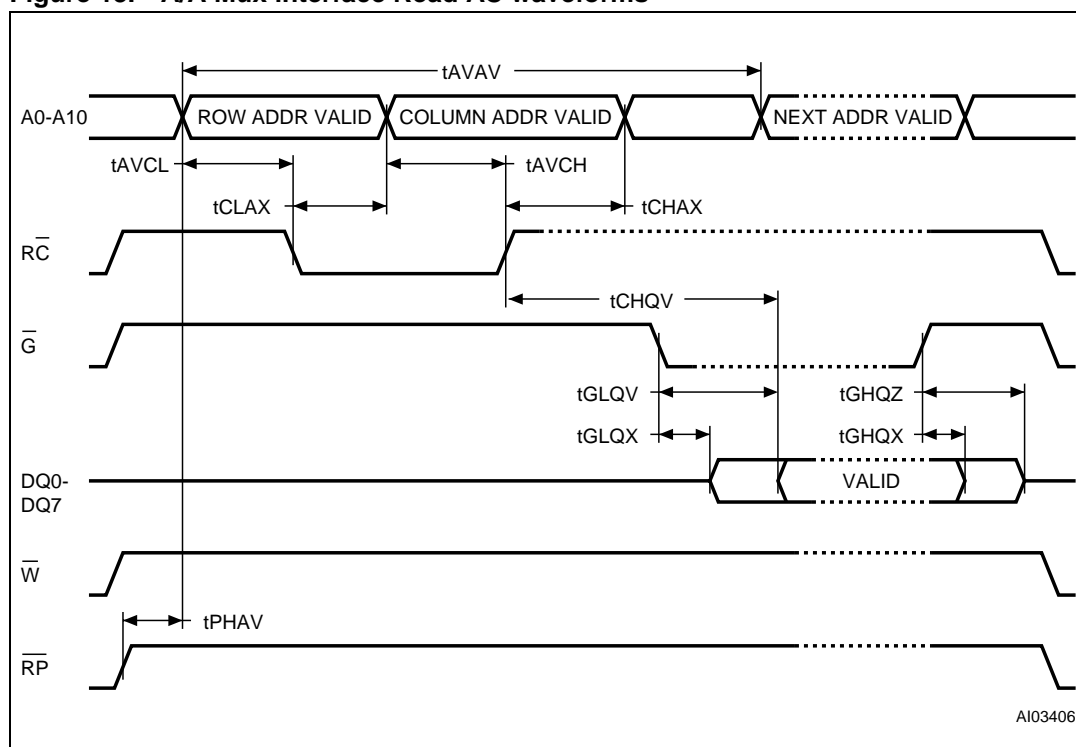 Figure 13. A/A Mux Interface Read AC waveforms
tAVAV
A0-A10
ROW ADDR VALID
COLUMN ADDR VALID
NEXT ADDR VALID
tAVCL
tAVCH
tCLAX
tCHAX
RC
tCHQV
G
tGLQV
tGHQZ
tGLQX
tGHQX
DQ0-
DQ7
VALID
W
tPHAV
RP
AI03406